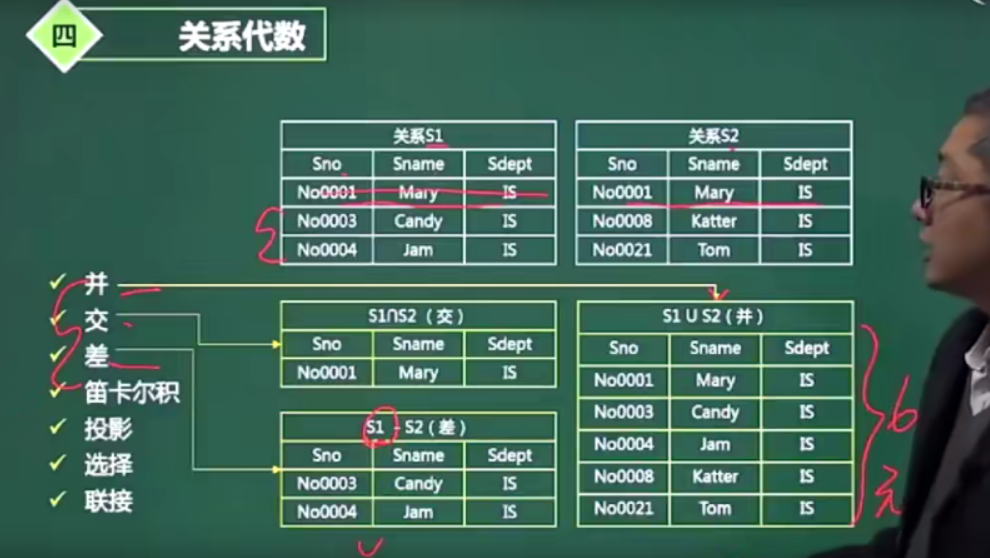 四 关系代数
关系S1
Sno Sname Sdept
No0001 Mary IS
No0003 Candy IS
No0004 Jam IS
关系S2
Sno Sname Sdept
No0001 Mary IS
No0008 Katter IS
No0021 Tom IS
并
交
差
笛卡尔积
投影
选择
联接
S1∩S2（交）
Sno Sname Sdept
No0001 Mary IS
S1 - S2（差）
Sno Sname Sdept
No0003 Candy IS
No0004 Jam IS
S1 U S2（并）
Sno Sname Sdept
No0001 Mary IS
No0003 Candy IS
No0004 Jam IS
No0008 Katter IS
No0021 Tom IS
6